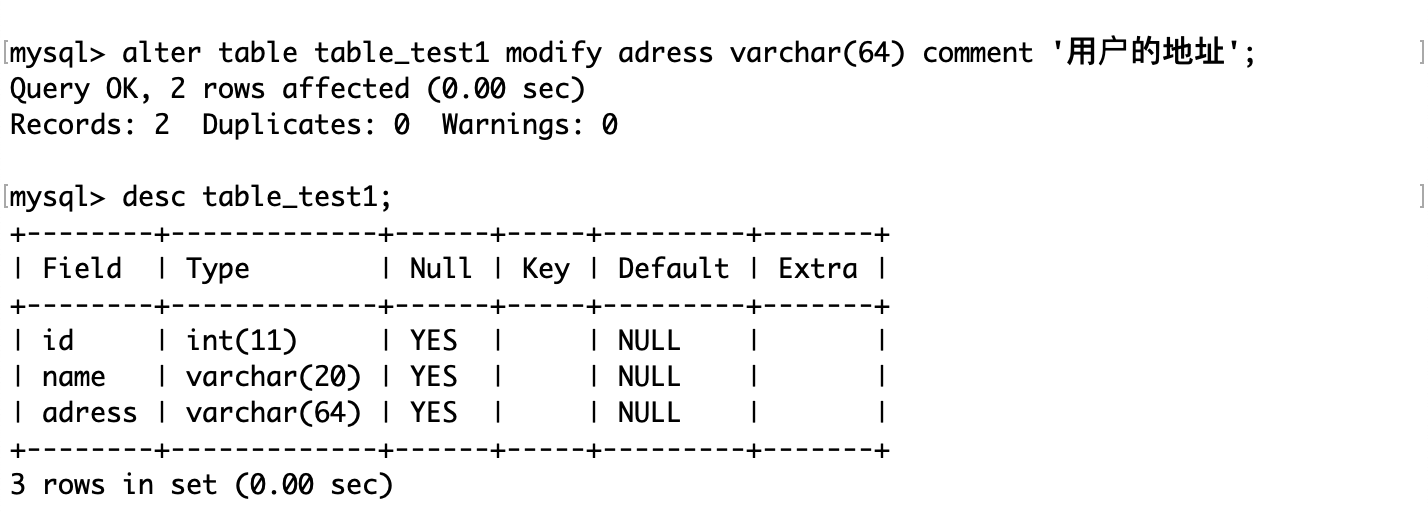 [mysql> alter table table_test1 modify adress varchar(64) comment '用户的地址'; ]
Query OK, 2 rows affected (0.00 sec)
Records: 2  Duplicates: 0  Warnings: 0
[mysql> desc table_test1; ]
+--------+-------------+------+-----+---------+-------+
| Field  | Type        | Null | Key | Default | Extra |
+--------+-------------+------+-----+---------+-------+
| id     | int(11)     | YES  |     | NULL    |       |
| name   | varchar(20) | YES  |     | NULL    |       |
| adress | varchar(64) | YES  |     | NULL    |       |
+--------+-------------+------+-----+---------+-------+
3 rows in set (0.00 sec)